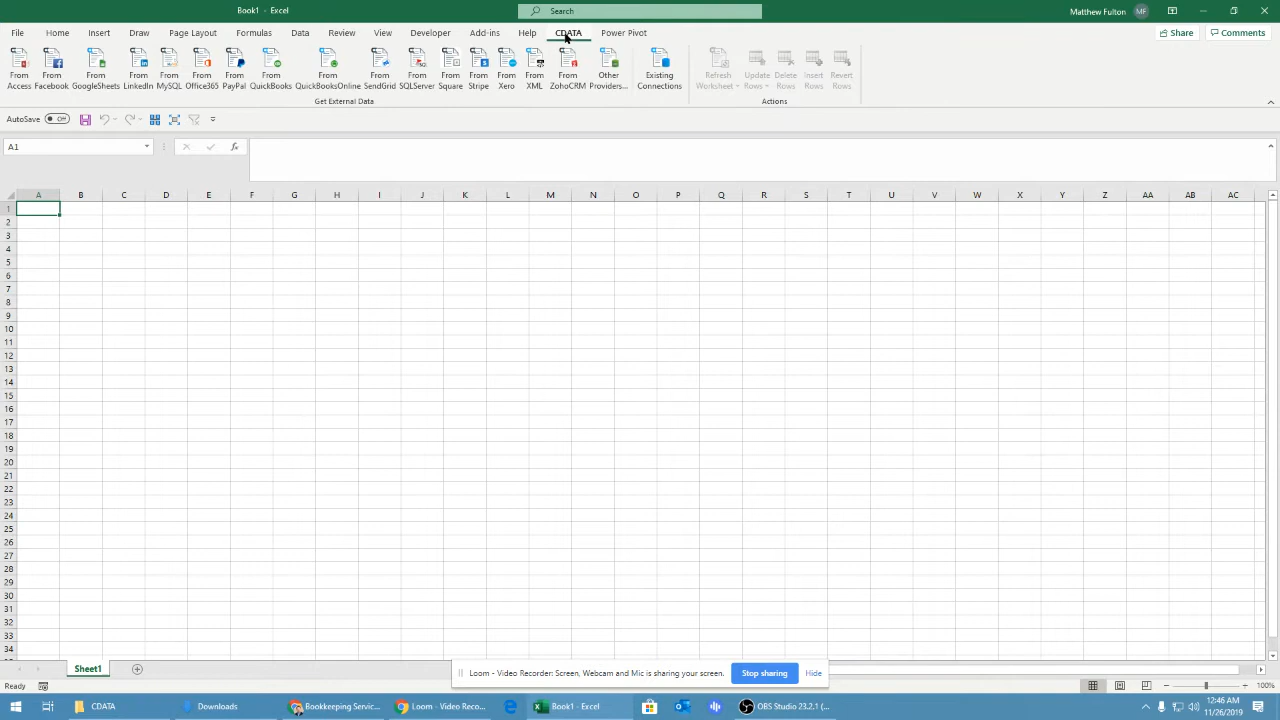 Book1 - Excel
Search
Matthew Fulton
MF
File Home Insert Draw Page Layout Formulas Data Review View Developer Add-ins Help CDATA Power Pivot
Share Comments
From Access
From Facebook
From GoogleSheets
From LinkedIn
From MySQL
From Office365
From PayPal
From QuickBooks
From QuickBooksOnline
From SendGrid
From SQLServer
From Square
From Stripe
From Xero
From XML
From ZohoCRM
Other Providers...
Existing Connections
Refresh Worksheet
Update Rows
Delete Rows
Insert Rows
Revert Rows
Get External Data
Actions
AutoSave Off
A1
fx
A B C D E F G H I J K L M N O P Q R S T U V W X Y Z AA AB AC
1
2
3
4
5
6
7
8
9
10
11
12
13
14
15
16
17
18
19
20
21
22
23
24
25
26
27
28
29
30
31
32
33
34
Sheet1
Loom - Video Recorder: Screen, Webcam and Mic is sharing your screen.
Stop sharing
Hide
Ready
100%
CDATA
Downloads
Bookkeeping Servic...
Loom - Video Reco...
Book1 - Excel
OBS Studio 23.2.1 (...
12:46 AM
11/26/2019